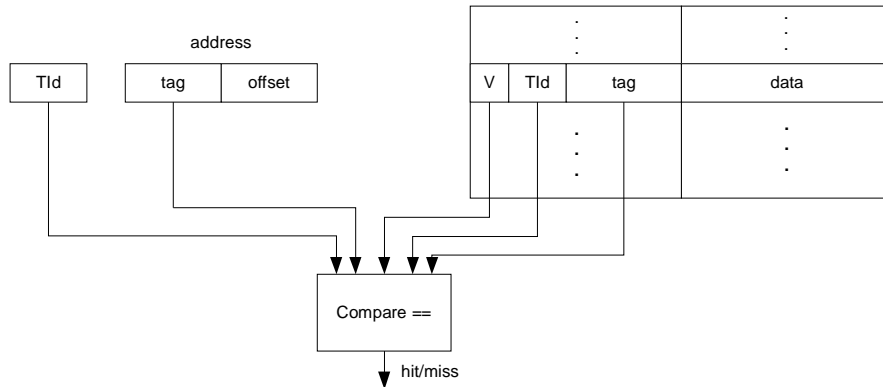 address
TId
tag
offset
V
TId
tag
data
Compare ==
hit/miss